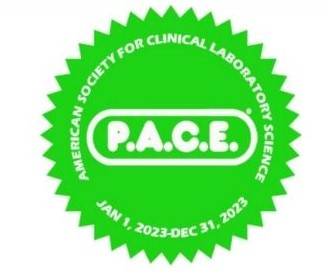 AMERICAN SOCIETY FOR CLINICAL LABORATORY SCIENCE
P.A.C.E.®
JAN 1, 2023-DEC 31, 2023